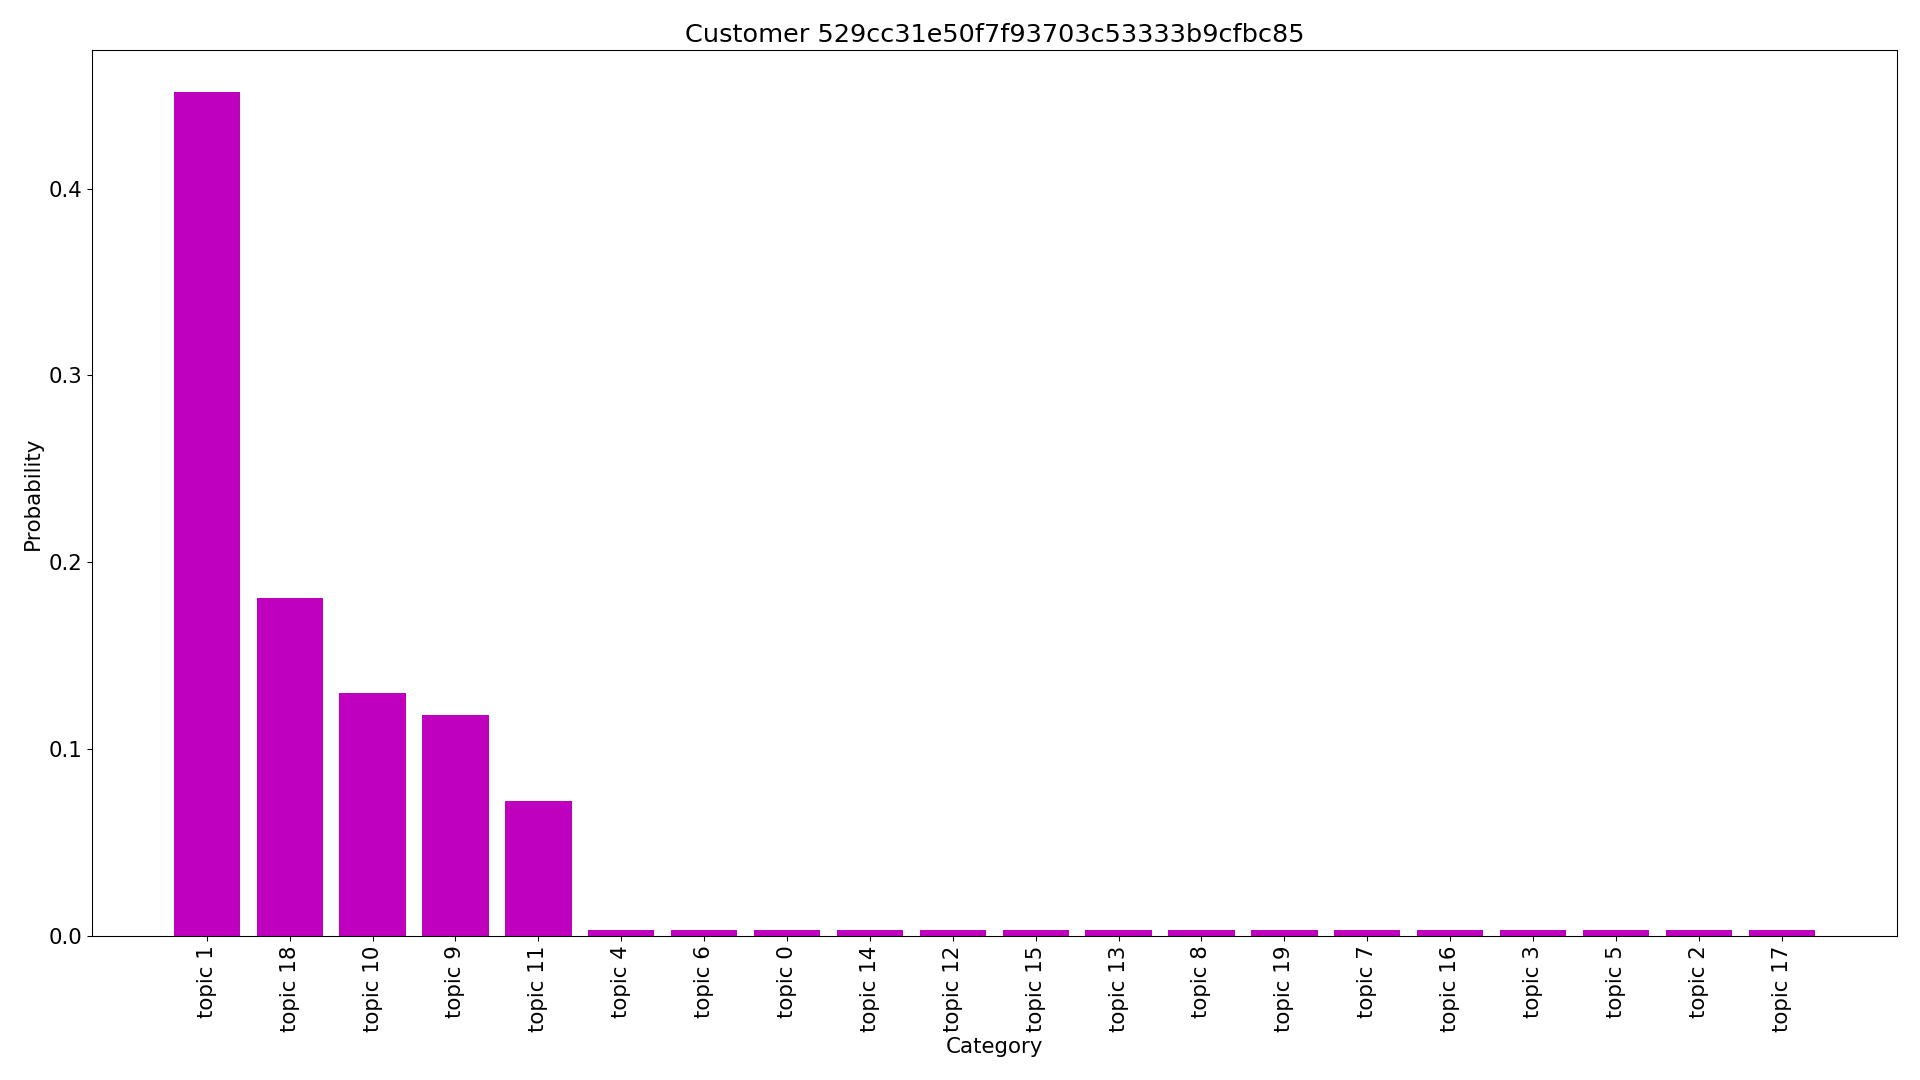 Customer 529cc31e50f7f93703c53333b9cfbc85
Probability
0.4
0.3
0.2
0.1
0.0
topic 1
topic 18
topic 10
topic 9
topic 11
topic 4
topic 6
topic 0
topic 14
topic 12
topic 15
topic 13
topic 8
topic 19
topic 7
topic 16
topic 3
topic 5
topic 2
topic 17
Category